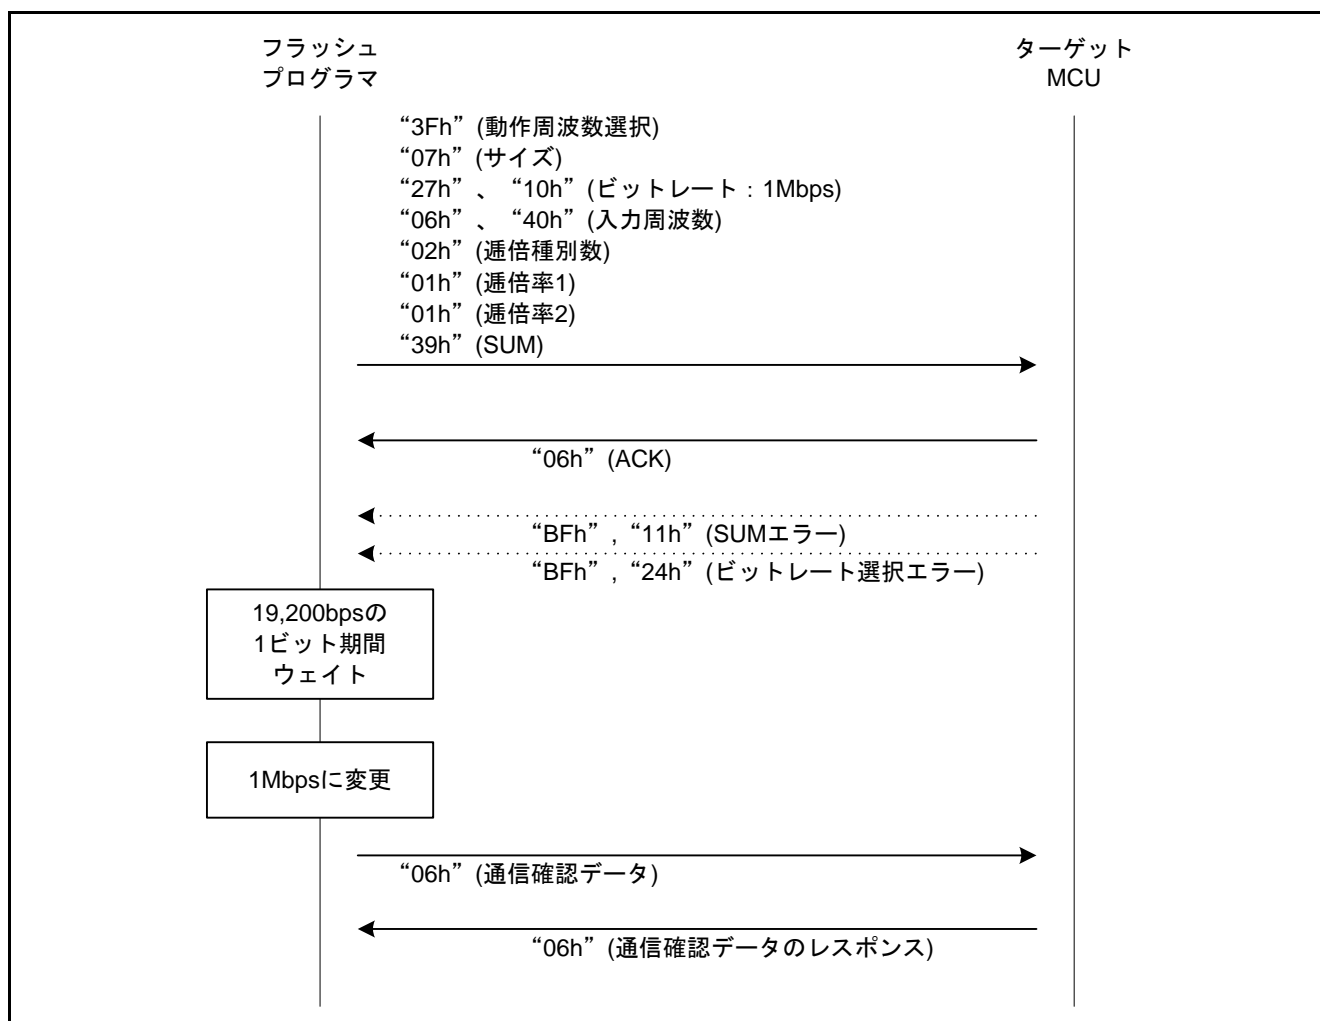 フラッシュ
プログラマ
ターゲット
MCU
“3Fh” (動作周波数選択)
“07h” (サイズ)
“27h” 、 “10h” (ビットレート：1Mbps)
“06h” 、 “40h” (入力周波数)
“02h” (逓倍種別数)
“01h” (逓倍率1)
“01h” (逓倍率2)
“39h” (SUM)
“06h” (ACK)
“BFh” , “11h” (SUMエラー)
“BFh” , “24h” (ビットレート選択エラー)
19,200bpsの
1ビット期間
ウェイト
1Mbpsに変更
“06h” (通信確認データ)
“06h” (通信確認データのレスポンス)